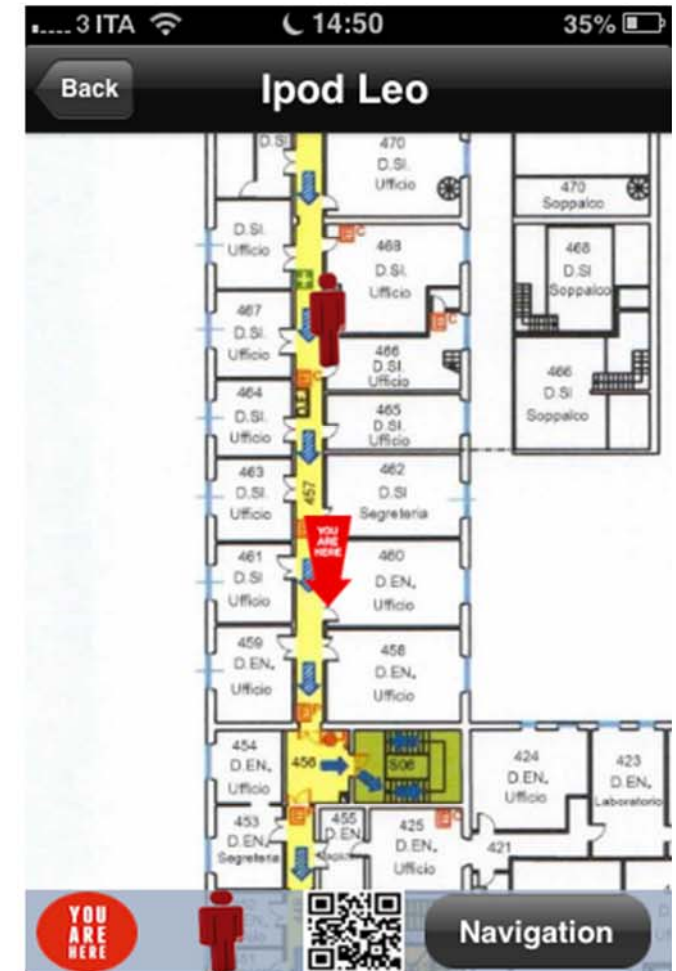 3 ITA 14:50 35%
Back
Ipod Leo
D.SI
470
D.SI.
Ufficio
470
Soppalco
D.SI.
Ufficio
C
468
D.SI.
Ufficio
468
D.SI
Soppalco
467
D.SI.
Ufficio
C
466
D.SI.
Ufficio
466
D.SI
Soppalco
C
464
D.SI.
Ufficio
465
D.SI.
Ufficio
463
D.SI.
Ufficio
457
462
D.SI
Segreteria
YOU
ARE
HERE
461
D.SI
Ufficio
460
D.EN.
Ufficio
459
D.EN.
Ufficio
458
D.EN.
Ufficio
454
D.EN.
Ufficio
456
S06
424
D.EN.
Ufficio
423
D.EN.
Laboratorio
453
D.EN.
Segreteria
455
D.EN
425
D.EN.
Ufficio
C
421
YOU
ARE
HERE
Navigation